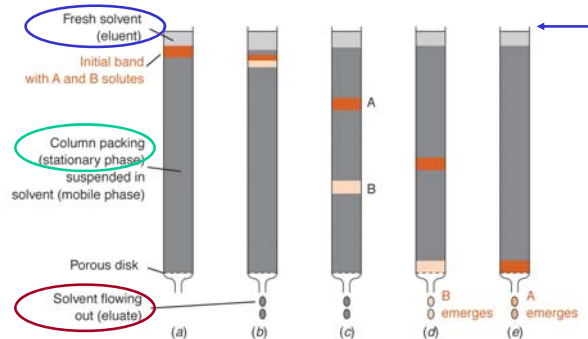 Fresh solvent
(eluent)
Initial band
with A and B solutes
Column packing
(stationary phase)
suspended in
solvent (mobile phase)
Porous disk
Solvent flowing
out (eluate)
A
B
B
emerges
A
emerges
(a)
(b)
(c)
(d)
(e)